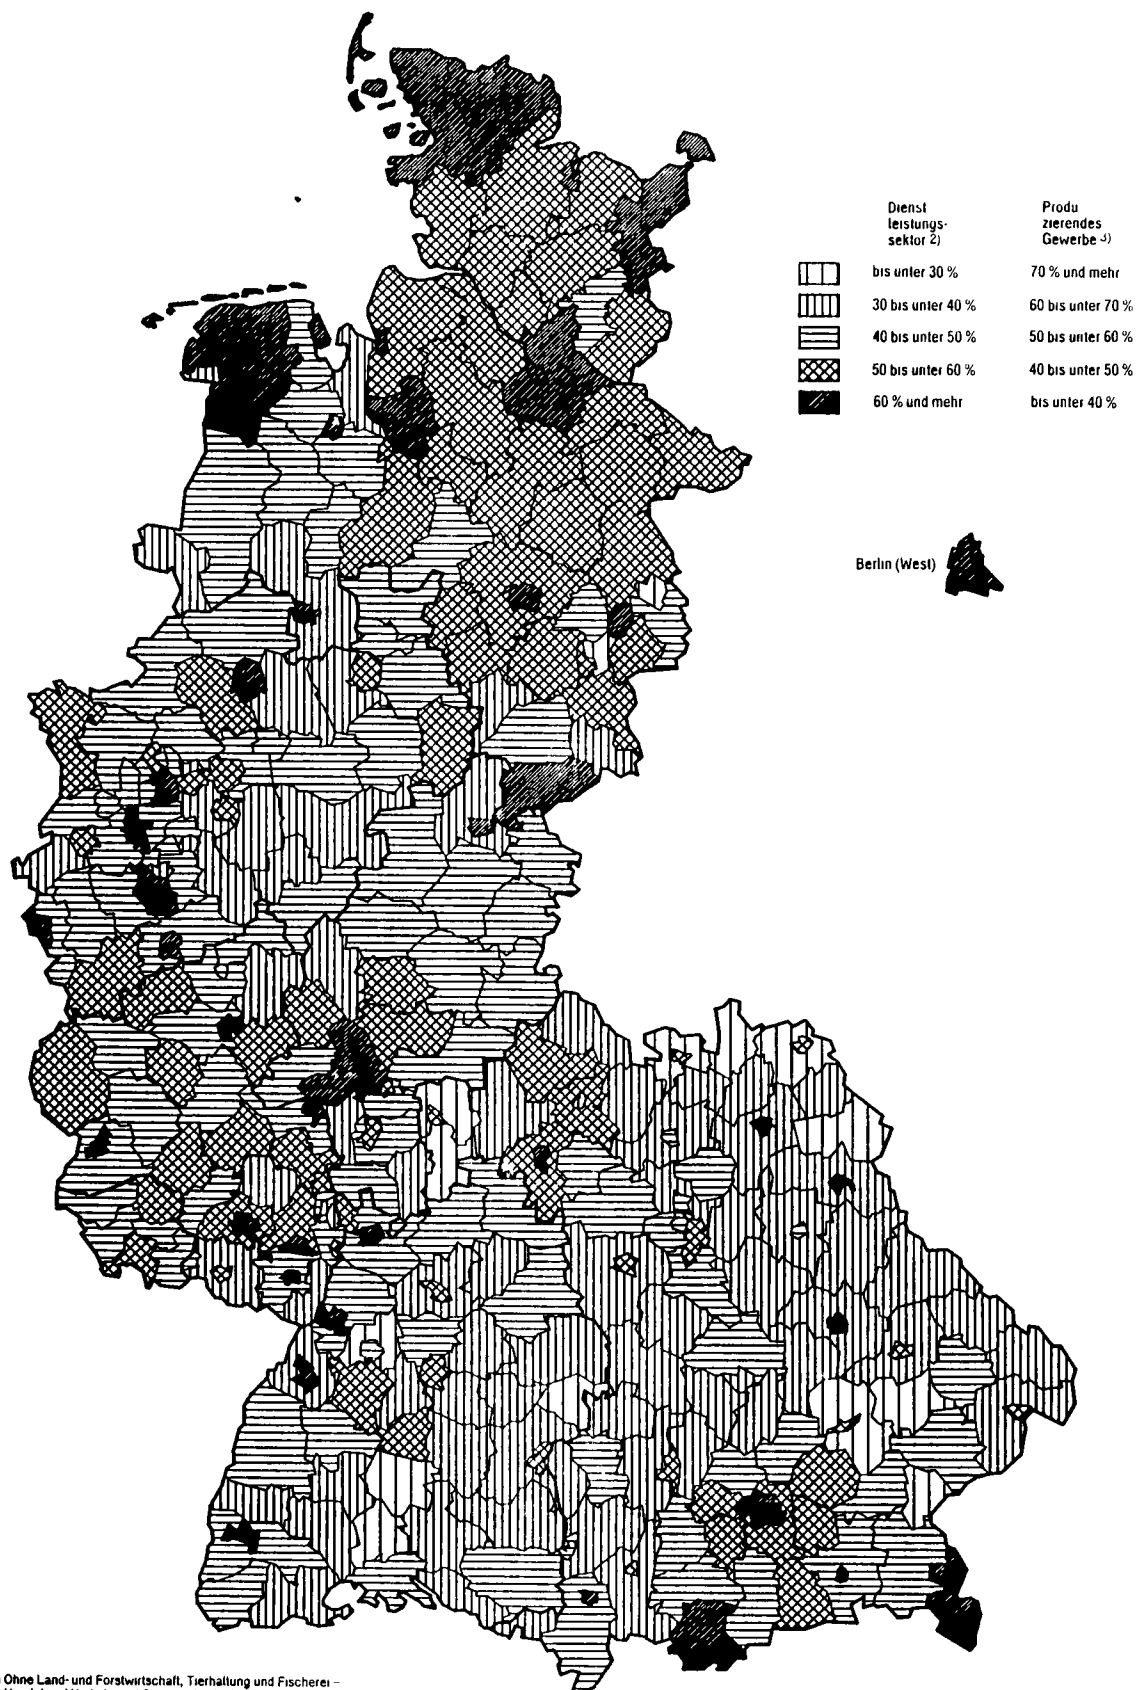 Dienst
leistungs-
sektor 2)
Produ
zierendes
Gewerbe 3)
bis unter 30 % 70 % und mehr
30 bis unter 40 % 60 bis unter 70 %
40 bis unter 50 % 50 bis unter 60 %
50 bis unter 60 % 40 bis unter 50 %
60 % und mehr bis unter 40 %
Berlin (West)
Ohne Land- und Forstwirtschaft, Tierhaltung und Fischerei –